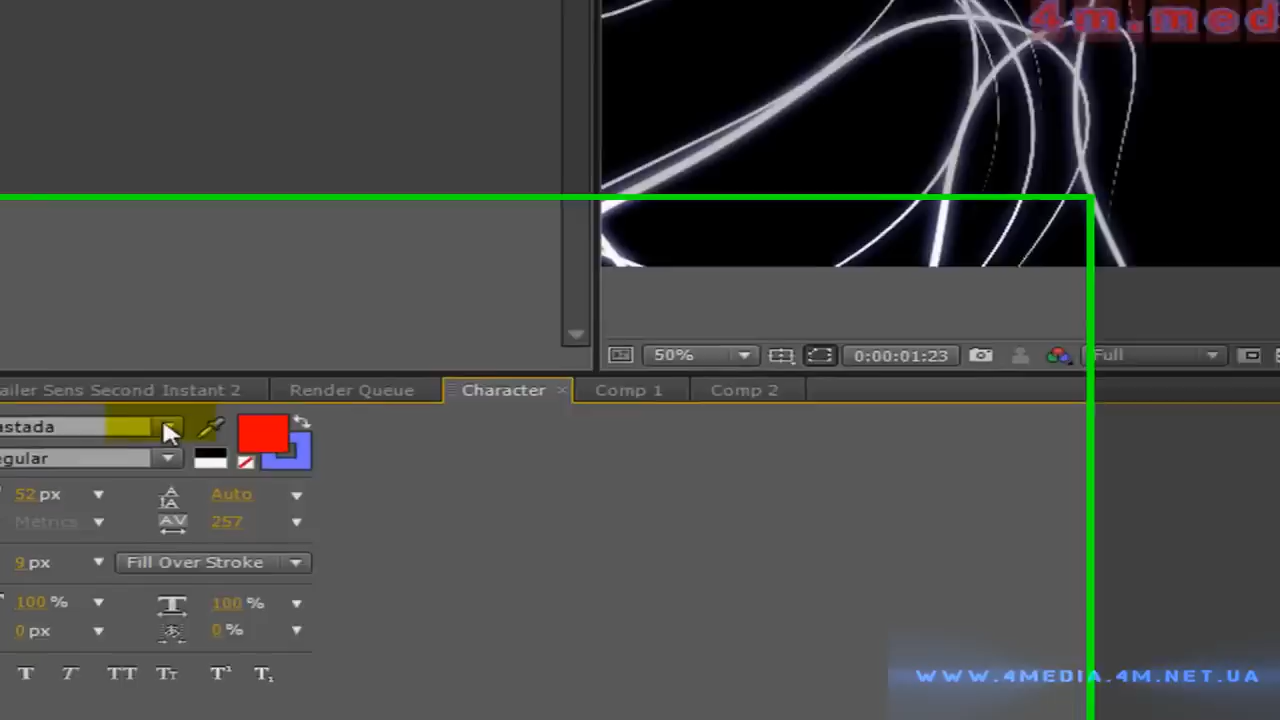 4m.med
50%
0:00:01:23
Full
ailer Sens Second Instant 2
Render Queue
Character
Comp 1
Comp 2
astada
egular
52 px
Auto
Metrics
257
9 px
Fill Over Stroke
100 %
100 %
0 px
0 %
T T TT Tt T¹ T₁
WWW.4MEDIA.4M.NET.UA